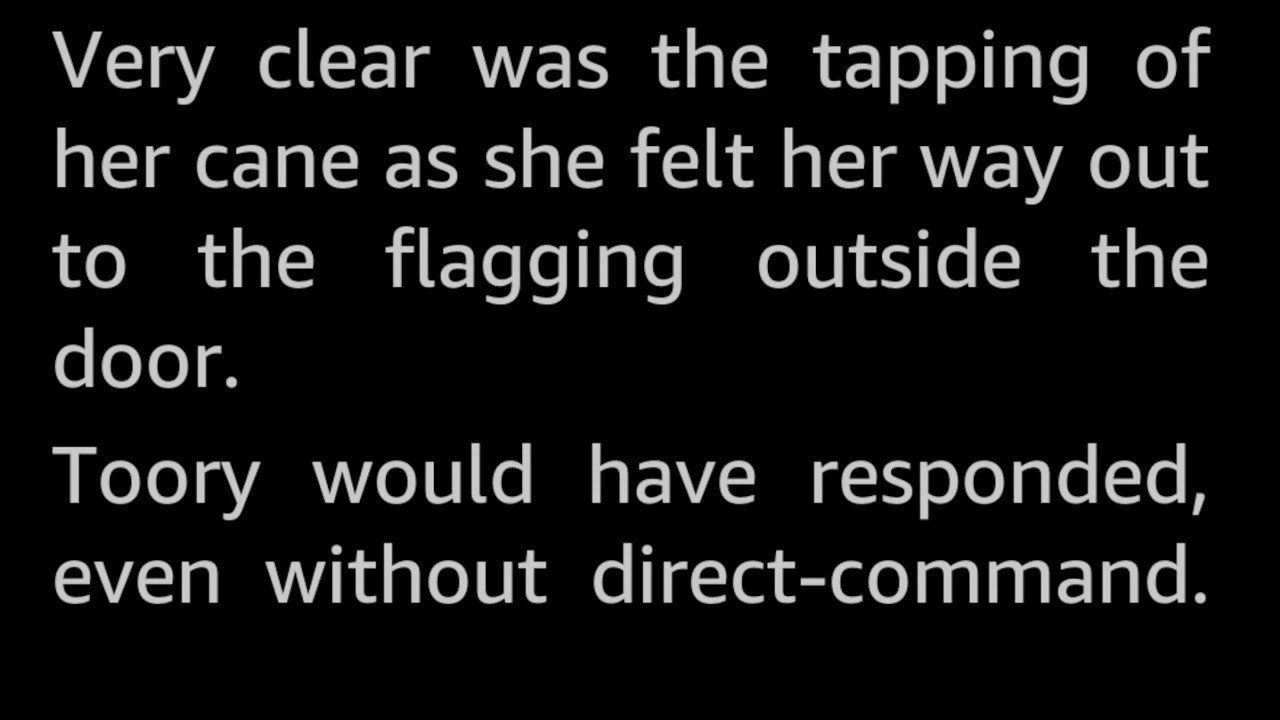 Very clear was the tapping of
her cane as she felt her way out
to the flagging outside the
door.
Toory would have responded,
even without direct-command.